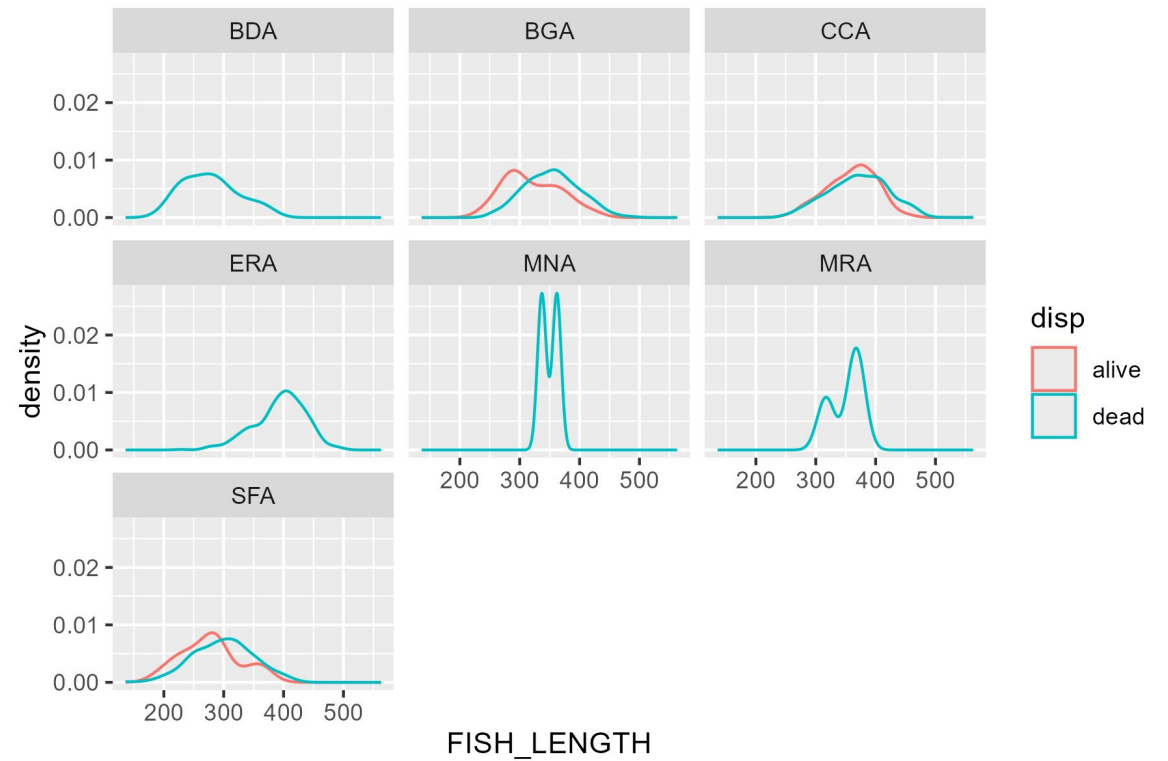 BDA BGA CCA
0.02
0.01
0.00
ERA MNA MRA
0.02
0.01
0.00
200 300 400 500 200 300 400 500
SFA
0.02
0.01
0.00
200 300 400 500
density
FISH_LENGTH
disp
alive
dead